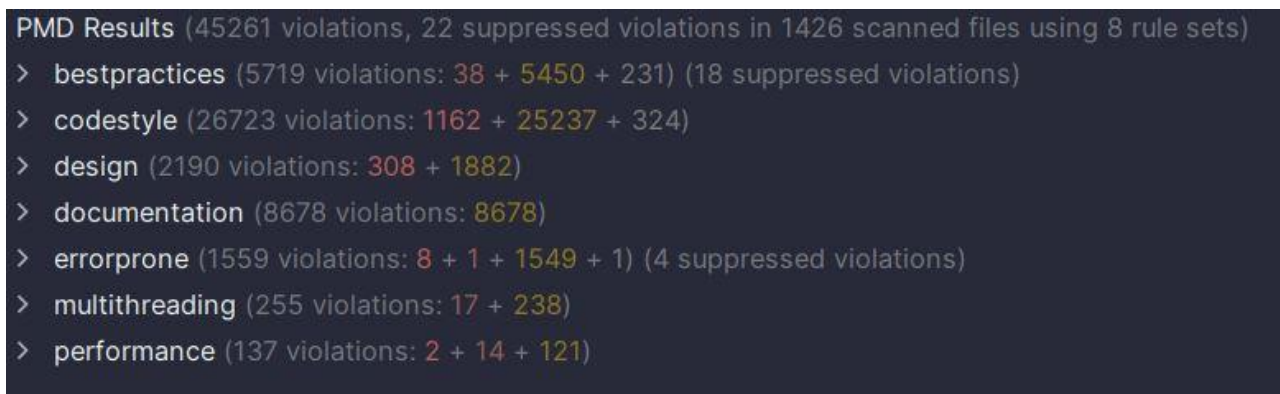 PMD Results (45261 violations, 22 suppressed violations in 1426 scanned files using 8 rule sets)
> bestpractices (5719 violations: 38 + 5450 + 231) (18 suppressed violations)
> codestyle (26723 violations: 1162 + 25237 + 324)
> design (2190 violations: 308 + 1882)
> documentation (8678 violations: 8678)
> errorprone (1559 violations: 8 + 1 + 1549 + 1) (4 suppressed violations)
> multithreading (255 violations: 17 + 238)
> performance (137 violations: 2 + 14 + 121)